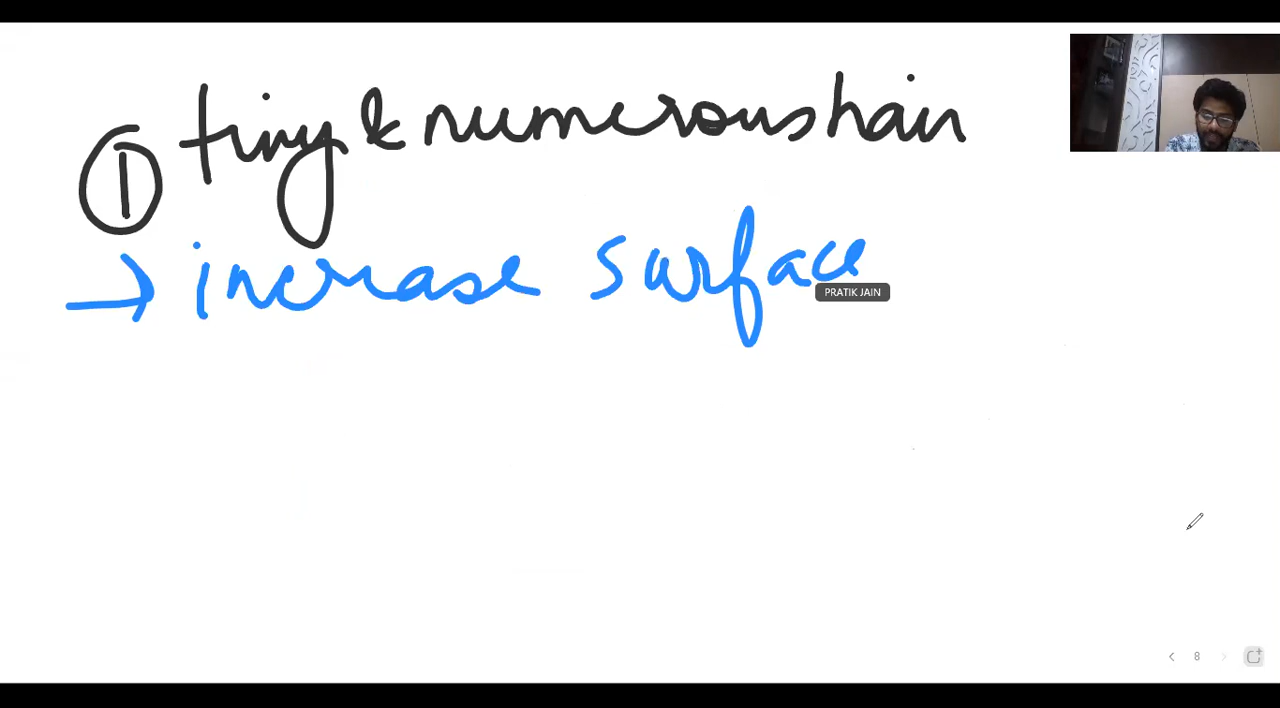 ① tiny & numerous hair
→ increase surface
PRATIK JAIN
8